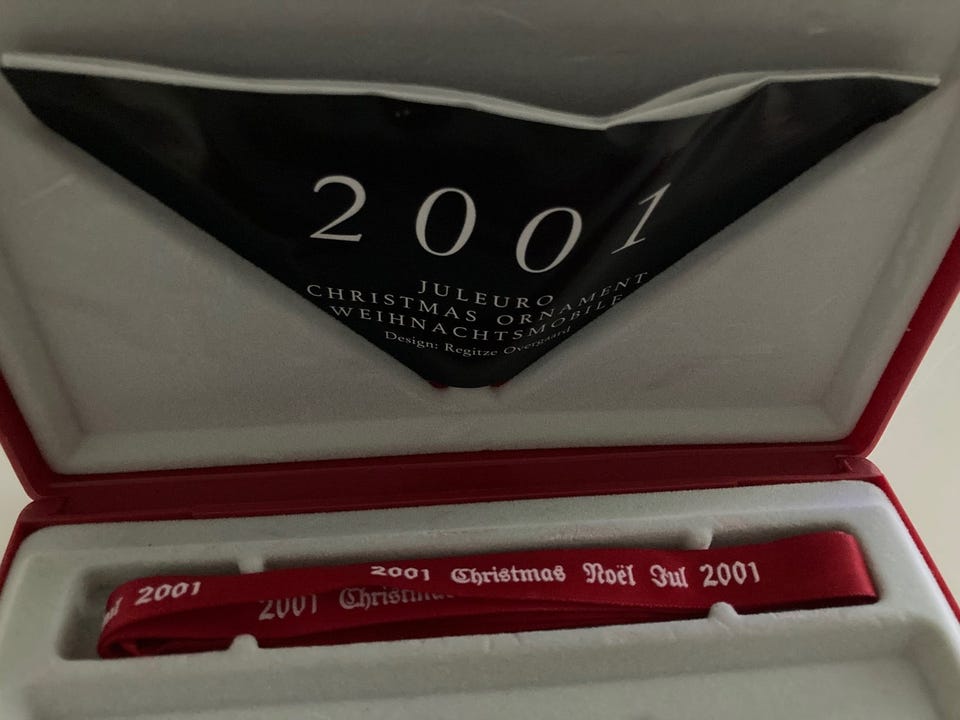 2001
JULEURO
CHRISTMAS ORNAMENT
WEIHNACHTSMOBILE
Design: Regitze Overgaard
2001
2001 Christmas Noël Jul 2001
2001 Christmas